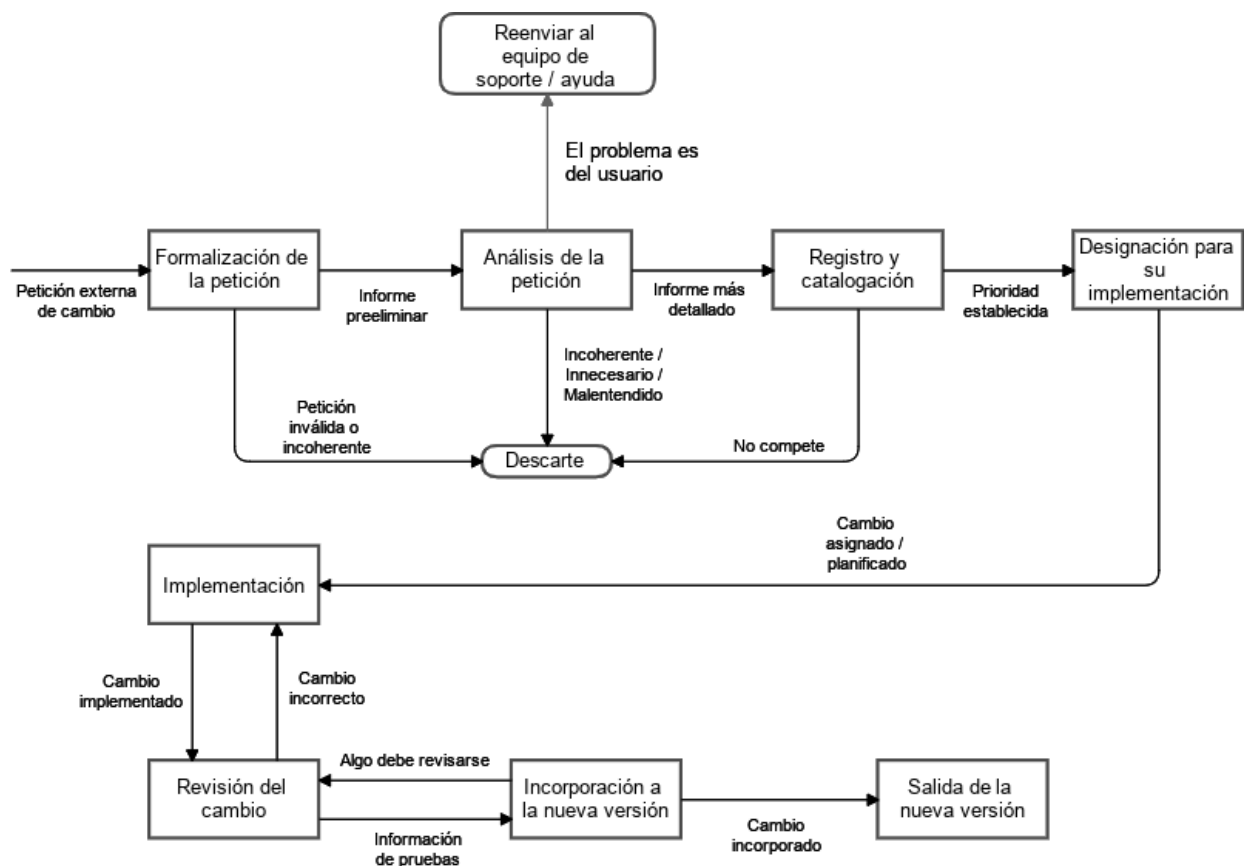 Reenviar al
equipo de
soporte / ayuda
El problema es
del usuario
Formalización de
la petición
Análisis de la
petición
Registro y
catalogación
Designación para
su
implementación
Petición externa
de cambio
Informe
preeliminar
Informe más
detallado
Prioridad
establecida
Incoherente /
Innecesario /
Malentendido
Petición
inválida o
incoherente
No compete
Descarte
Cambio
asignado /
planificado
Implementación
Cambio
implementado
Cambio
incorrecto
Algo debe revisarse
Revisión del
cambio
Incorporación a
la nueva versión
Salida de la
nueva versión
Información
de pruebas
Cambio
incorporado